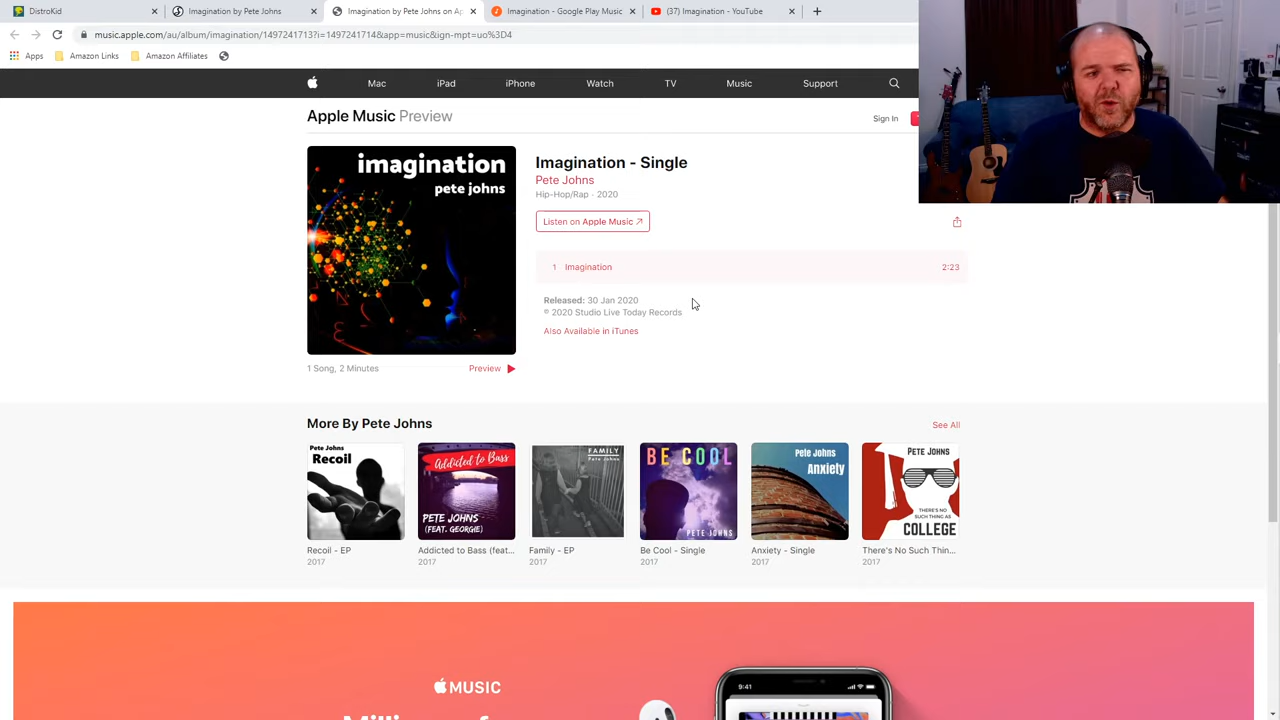 DistroKid
Imagination by Pete Johns
Imagination by Pete Johns on Ap
Imagination - Google Play Music
(37) Imagination - YouTube
music.apple.com/au/album/imagination/1497241713?i=1497241714&app=music&ign-mpt=uo%3D4
Apps
Amazon Links
Amazon Affiliates
Mac
iPad
iPhone
Watch
TV
Music
Support
Apple Music Preview
Sign In
imagination
pete johns
Imagination - Single
Pete Johns
Hip-Hop/Rap · 2020
Listen on Apple Music ↗
1 Imagination 2:23
Released: 30 Jan 2020
℗ 2020 Studio Live Today Records
Also Available in iTunes
1 Song, 2 Minutes
Preview
More By Pete Johns
See All
Pete Johns
Recoil
Addicted to Bass
PETE JOHNS
(FEAT. GEORGIE)
FAMILY
Pete Johns
BE COOL
PETE JOHNS
Pete Johns
Anxiety
PETE JOHNS
THERE'S NO
SUCH THING AS
COLLEGE
Recoil - EP
2017
Addicted to Bass (feat...
2017
Family - EP
2017
Be Cool - Single
2017
Anxiety - Single
2017
There's No Such Thin...
2017
MUSIC
9:41